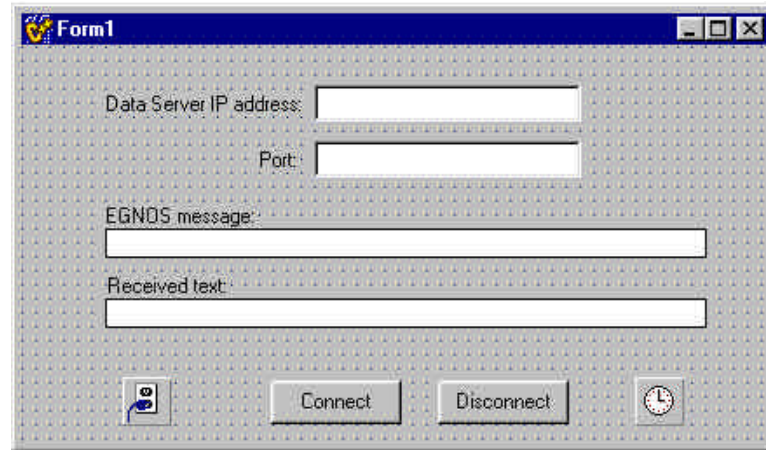 Form1
Data Server IP address:
Port:
EGNOS message:
Received text:
Connect Disconnect